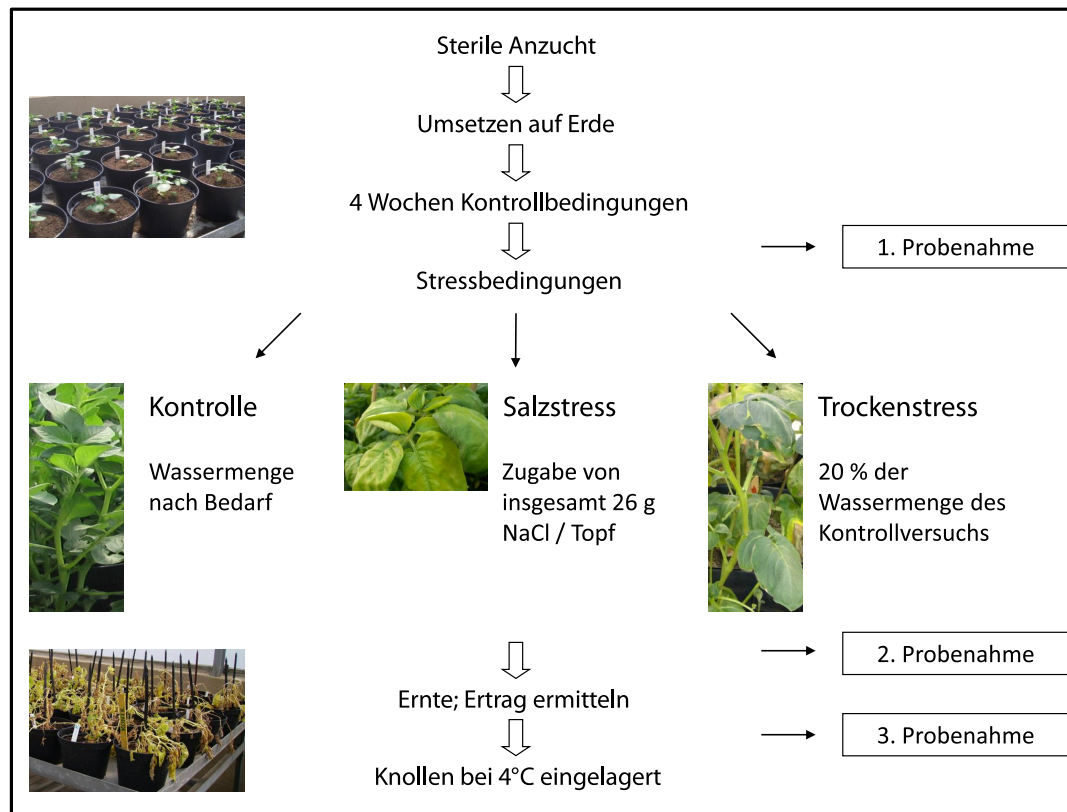 Sterile Anzucht
Umsetzen auf Erde
4 Wochen Kontrollbedingungen
1. Probenahme
Stressbedingungen
Kontrolle
Wassermenge
nach Bedarf
Salzstress
Zugabe von
insgesamt 26 g
NaCl / Topf
Trockenstress
20 % der
Wassermenge des
Kontrollversuchs
2. Probenahme
Ernte; Ertrag ermitteln
3. Probenahme
Knollen bei 4°C eingelagert